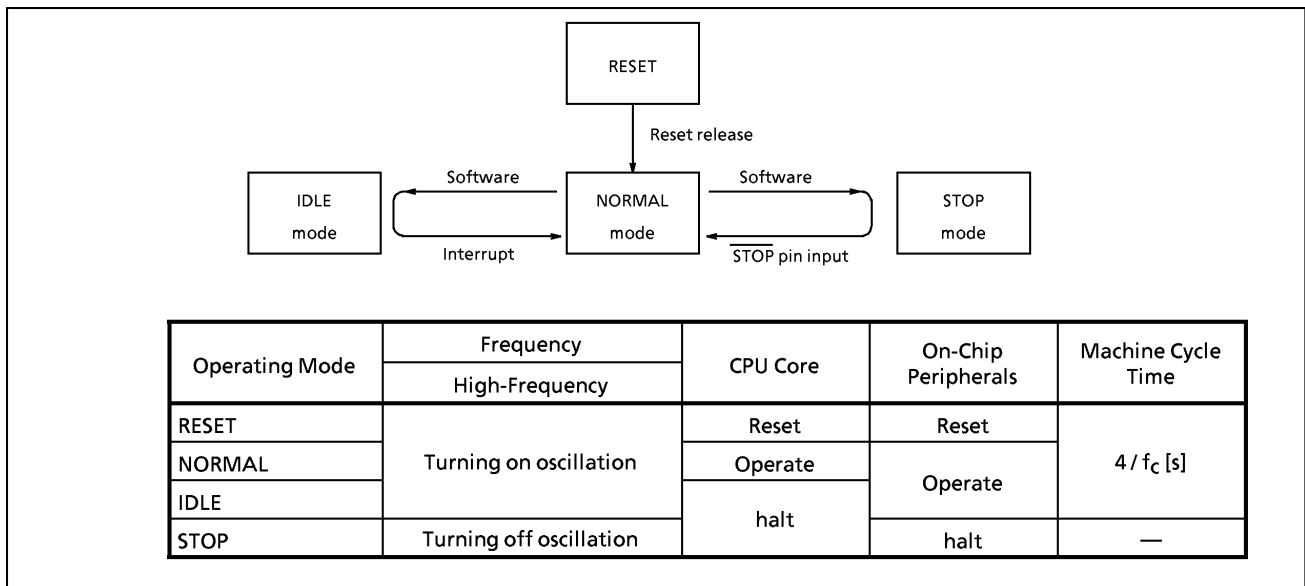 RESET
Reset release
Software
Software
IDLE
mode
NORMAL
mode
STOP
mode
Interrupt
S̅T̅O̅P̅ pin input
Operating Mode
Frequency
High-Frequency
CPU Core
On-Chip
Peripherals
Machine Cycle
Time
RESET
Turning on oscillation
Reset
Reset
4 / fc [s]
NORMAL
Operate
Operate
IDLE
halt
STOP
Turning off oscillation
halt
—